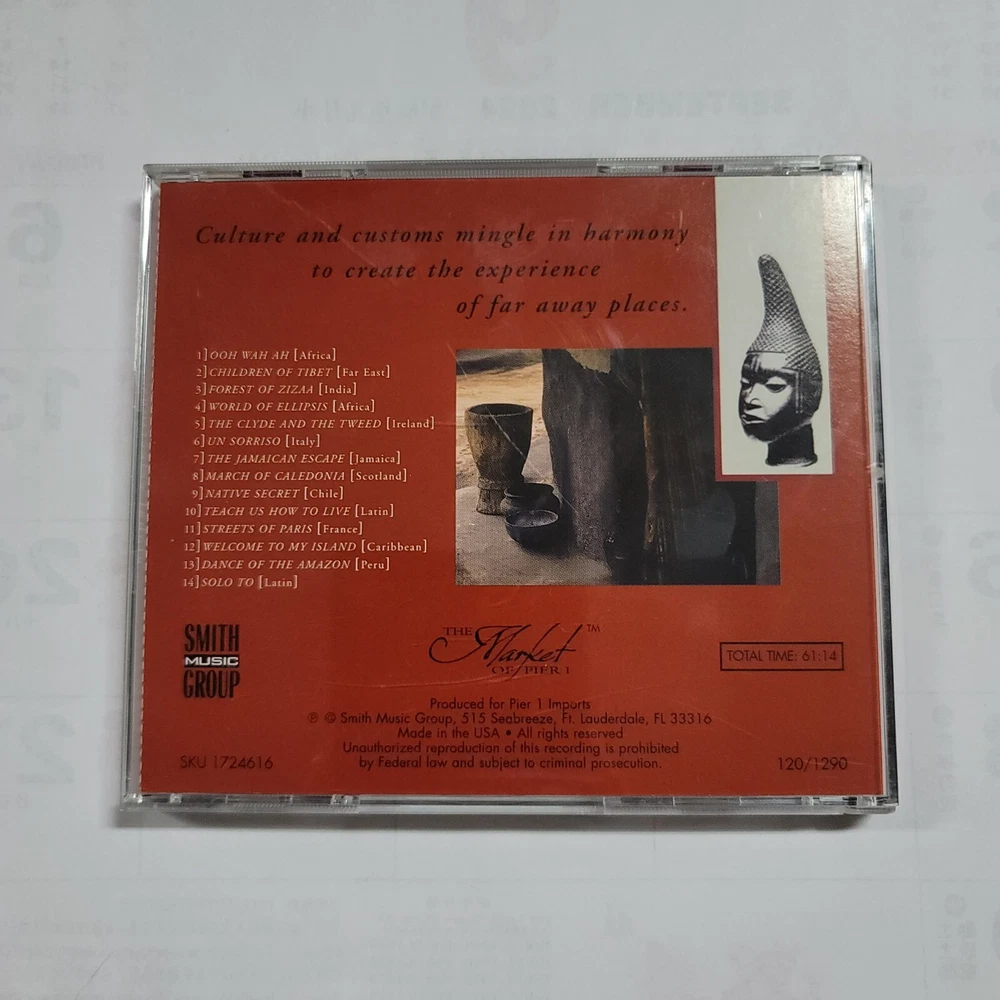 Culture and customs mingle in harmony
to create the experience
of far away places.
1] OOH WAH AH [Africa]
2] CHILDREN OF TIBET [Far East]
3] FOREST OF ZIZAA [India]
4] WORLD OF ELLIPSIS [Africa]
5] THE CLYDE AND THE TWEED [Ireland]
6] UN SORRISO [Italy]
7] THE JAMAICAN ESCAPE [Jamaica]
8] MARCH OF CALEDONIA [Scotland]
9] NATIVE SECRET [Chile]
10] TEACH US HOW TO LIVE [Latin]
11] STREETS OF PARIS [France]
12] WELCOME TO MY ISLAND [Caribbean]
13] DANCE OF THE AMAZON [Peru]
14] SOLO TO [Latin]
SMITH
MUSIC
GROUP
THE Market ™
OF PIER 1
TOTAL TIME: 61:14
Produced for Pier 1 Imports
℗ © Smith Music Group, 515 Seabreeze, Ft. Lauderdale, FL 33316
Made in the USA • All rights reserved
Unauthorized reproduction of this recording is prohibited
by Federal law and subject to criminal prosecution.
SKU 1724616
120/1290